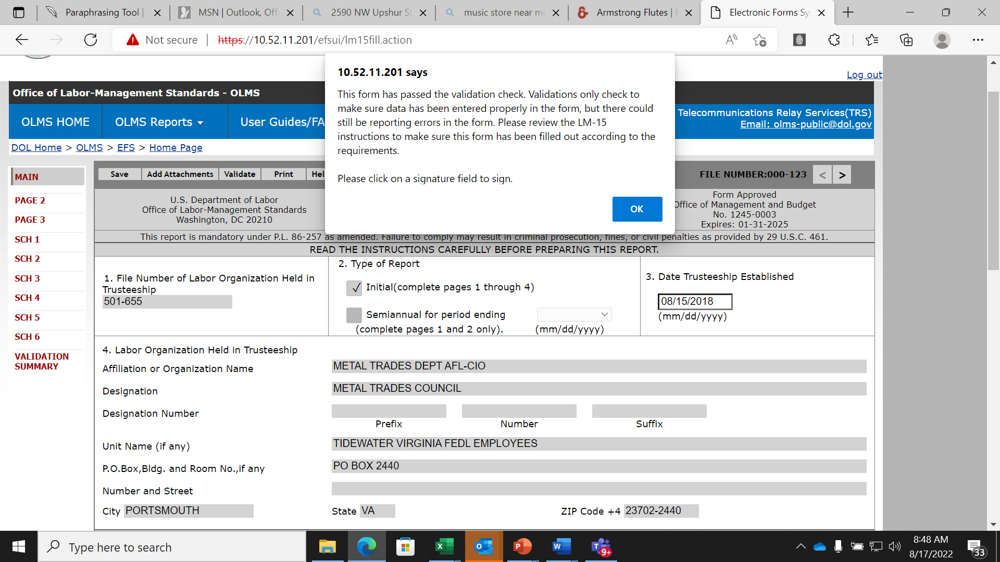 Paraphrasing Tool |
MSN | Outlook, Offi
2590 NW Upshur St
music store near me
Armstrong Flutes |
Electronic Forms Sy
Not secure | https://10.52.11.201/efsui/lm15fill.action
10.52.11.201 says
This form has passed the validation check. Validations only check to
make sure data has been entered properly in the form, but there could
still be reporting errors in the form. Please review the LM-15
instructions to make sure this form has been filled out according to the
requirements.
Please click on a signature field to sign.
OK
Log out
Office of Labor-Management Standards - OLMS
OLMS HOME
OLMS Reports
User Guides/FA
Telecommunications Relay Services(TRS)
Email: olms-public@dol.gov
DOL Home > OLMS > EFS > Home Page
MAIN
PAGE 2
PAGE 3
SCH 1
SCH 2
SCH 3
SCH 4
SCH 5
SCH 6
VALIDATION
SUMMARY
Save
Add Attachments
Validate
Print
Hel
FILE NUMBER:000-123
<
>
U.S. Department of Labor
Office of Labor-Management Standards
Washington, DC 20210
Form Approved
Office of Management and Budget
No. 1245-0003
Expires: 01-31-2025
This report is mandatory under P.L. 86-257 as amended. Failure to comply may result in criminal prosecution, fines, or civil penalties as provided by 29 U.S.C. 461.
READ THE INSTRUCTIONS CAREFULLY BEFORE PREPARING THIS REPORT.
1. File Number of Labor Organization Held in
Trusteeship
501-655
2. Type of Report
✓ Initial(complete pages 1 through 4)
Semiannual for period ending
(complete pages 1 and 2 only).
(mm/dd/yyyy)
3. Date Trusteeship Established
08/15/2018
(mm/dd/yyyy)
4. Labor Organization Held in Trusteeship
Affiliation or Organization Name
METAL TRADES DEPT AFL-CIO
Designation
METAL TRADES COUNCIL
Designation Number
Prefix
Number
Suffix
Unit Name (if any)
TIDEWATER VIRGINIA FEDL EMPLOYEES
P.O.Box,Bldg. and Room No.,if any
PO BOX 2440
Number and Street
City PORTSMOUTH
State VA
ZIP Code +4 23702-2440
Type here to search
9+
8:48 AM
8/17/2022
33